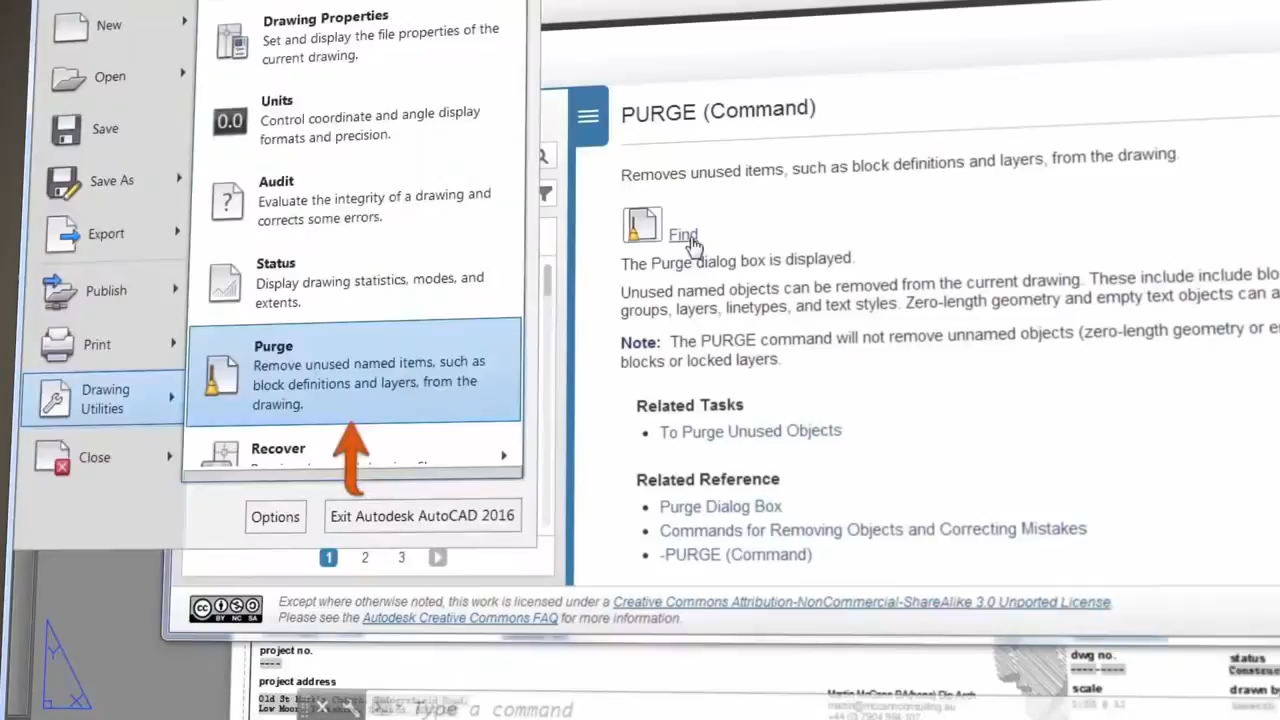 New
Open
Save
Save As
Export
Publish
Print
Drawing
Utilities
Close
Drawing Properties
Set and display the file properties of the
current drawing.
Units
0.0
Control coordinate and angle display
formats and precision.
Audit
Evaluate the integrity of a drawing and
corrects some errors.
Status
Display drawing statistics, modes, and
extents.
Purge
Remove unused named items, such as
block definitions and layers, from the
drawing.
Recover
Options
Exit Autodesk AutoCAD 2016
1 2 3
PURGE (Command)
Removes unused items, such as block definitions and layers, from the drawing.
Find
The Purge dialog box is displayed.
Unused named objects can be removed from the current drawing. These include include blo
groups, layers, linetypes, and text styles. Zero-length geometry and empty text objects can a
Note: The PURGE command will not remove unnamed objects (zero-length geometry or e
blocks or locked layers.
Related Tasks
• To Purge Unused Objects
Related Reference
• Purge Dialog Box
• Commands for Removing Objects and Correcting Mistakes
• -PURGE (Command)
cc BY NC SA
Except where otherwise noted, this work is licensed under a Creative Commons Attribution-NonCommercial-ShareAlike 3.0 Unported License.
Please see the Autodesk Creative Commons FAQ for more information.
project no.
----
project address
dwg no.
----
scale
status
drawn by
Type a command
Y
X